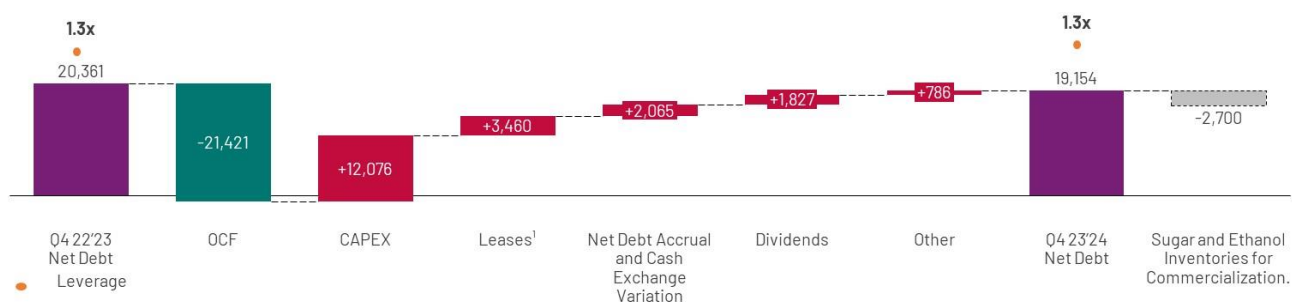 1.3x
1.3x
20,361
19,154
-21,421
+12,076
+3,460
+2,065
+1,827
+786
-2,700
Q4 22'23
Net Debt
OCF
CAPEX
Leases¹
Net Debt Accrual
and Cash
Exchange
Variation
Dividends
Other
Q4 23'24
Net Debt
Sugar and Ethanol
Inventories for
Commercialization.
Leverage